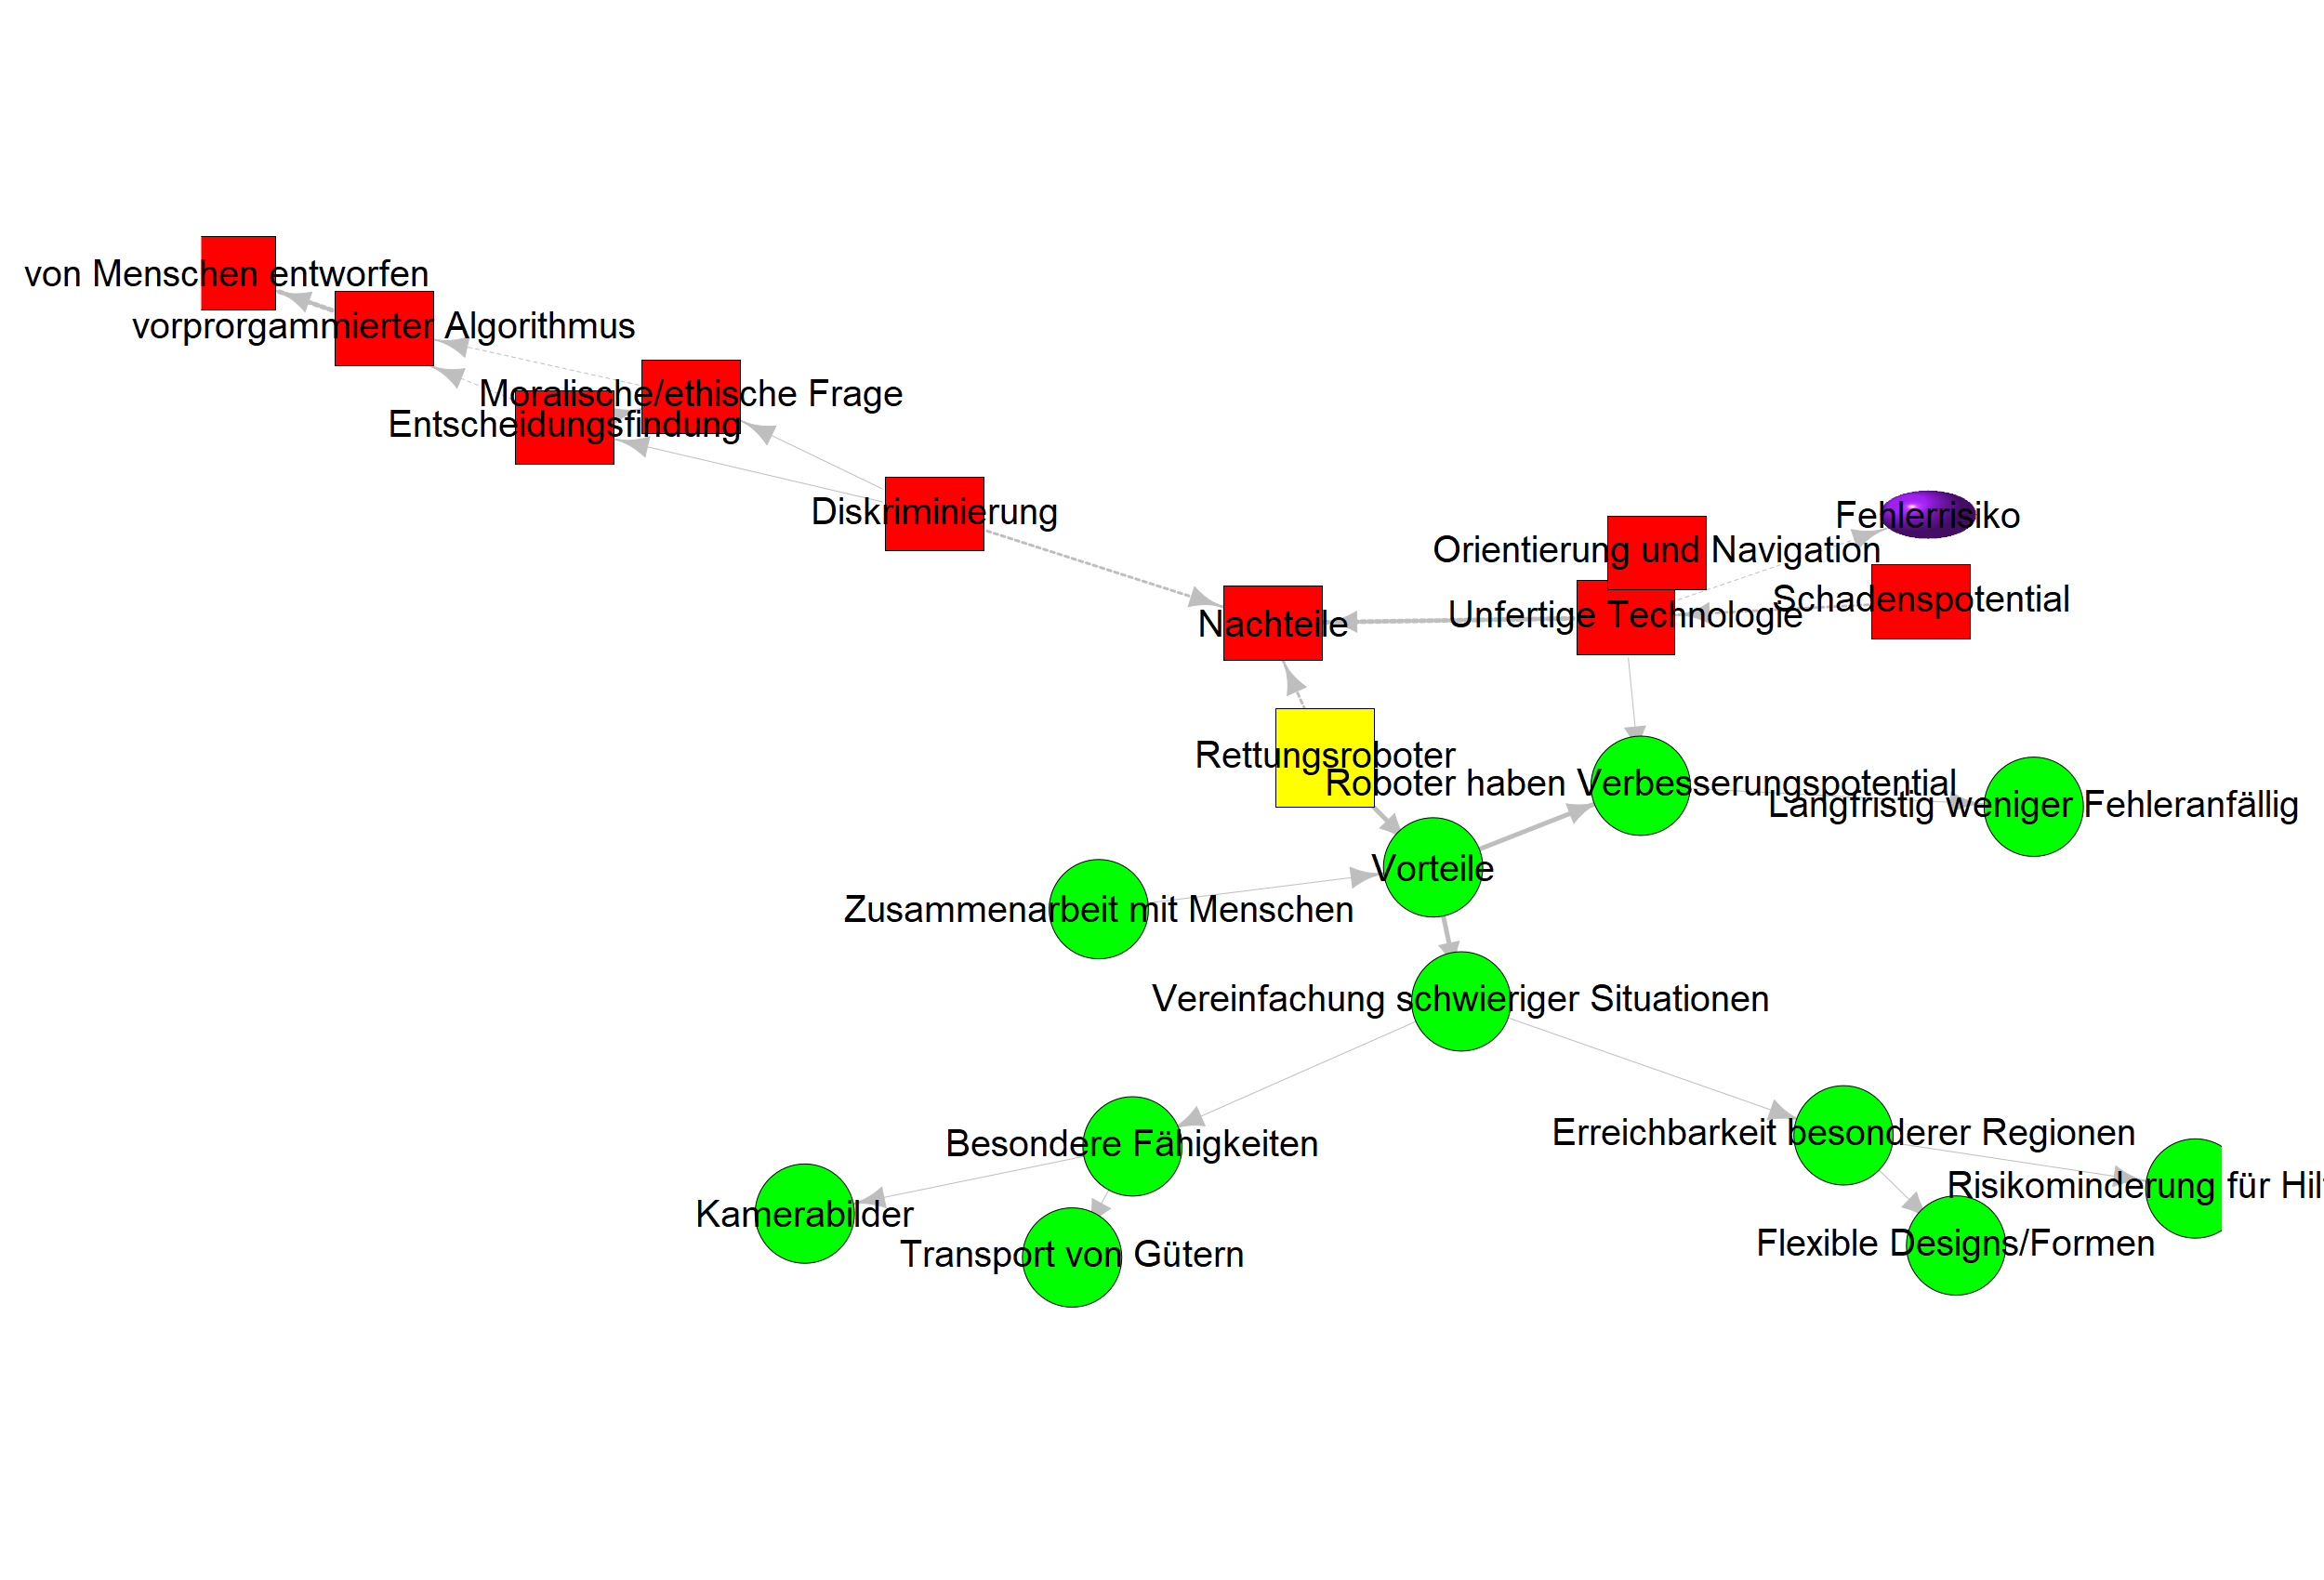 von Menschen entworfen
vorprorgammierter Algorithmus
Moralische/ethische Frage
Entscheidungsfindung
Diskriminierung
Fehlerrisiko
Orientierung und Navigation
Schadenspotential
Unfertige Technologie
Nachteile
Rettungsroboter
Roboter haben Verbesserungspotential
Langfristig weniger Fehleranfällig
Vorteile
Zusammenarbeit mit Menschen
Vereinfachung schwieriger Situationen
Erreichbarkeit besonderer Regionen
Besondere Fähigkeiten
Risikominderung für
Kamerabilder
Flexible Designs/Formen
Transport von Gütern